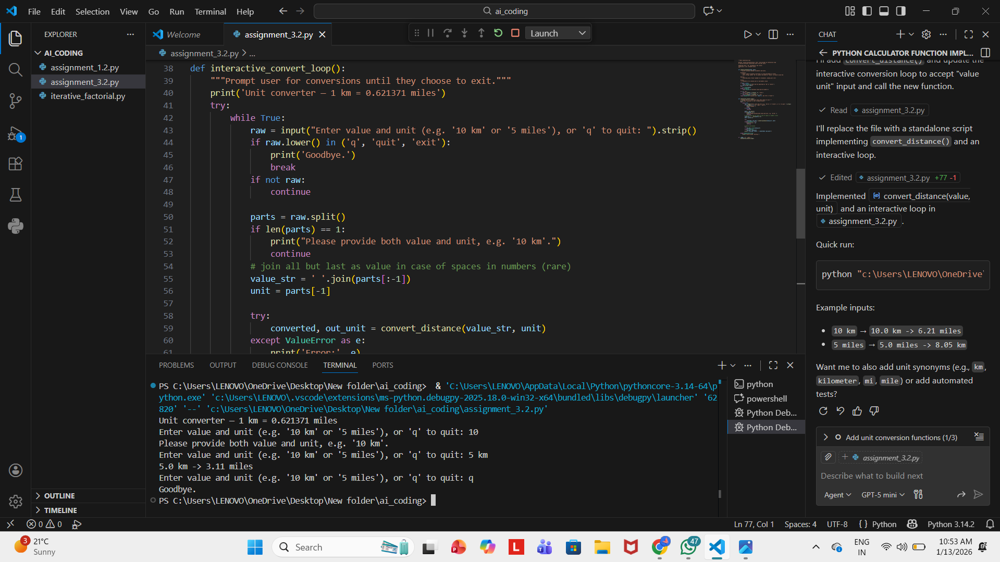 File Edit Selection View Go Run Terminal Help
ai_coding
EXPLORER
AI_CODING
assignment_1.2.py
assignment_3.2.py
iterative_factorial.py
OUTLINE
TIMELINE
Welcome
assignment_3.2.py
Launch
assignment_3.2.py > ...
38 def interactive_convert_loop():
39 """Prompt user for conversions until they choose to exit."""
40 print('Unit converter — 1 km = 0.621371 miles')
41 try:
42 while True:
43 raw = input("Enter value and unit (e.g. '10 km' or '5 miles'), or 'q' to quit: ").strip()
44 if raw.lower() in ('q', 'quit', 'exit'):
45 print('Goodbye.')
46 break
47 if not raw:
48 continue
49
50 parts = raw.split()
51 if len(parts) == 1:
52 print("Please provide both value and unit, e.g. '10 km'.")
53 continue
54 # join all but last as value in case of spaces in numbers (rare)
55 value_str = ' '.join(parts[:-1])
56 unit = parts[-1]
57
58 try:
59 converted, out_unit = convert_distance(value_str, unit)
60 except ValueError as e:
61 print('Error:', e)
PROBLEMS OUTPUT DEBUG CONSOLE TERMINAL PORTS
PS C:\Users\LENOVO\OneDrive\Desktop\New folder\ai_coding> & 'C:\Users\LENOVO\AppData\Local\Python\pythoncore-3.14-64\p
ython.exe' 'c:\Users\LENOVO\.vscode\extensions\ms-python.debugpy-2025.18.0-win32-x64\bundled\libs\debugpy\launcher' '62
820' '--' 'c:\Users\LENOVO\OneDrive\Desktop\New folder\ai_coding\assignment_3.2.py'
Unit converter — 1 km = 0.621371 miles
Enter value and unit (e.g. '10 km' or '5 miles'), or 'q' to quit: 10
Please provide both value and unit, e.g. '10 km'.
Enter value and unit (e.g. '10 km' or '5 miles'), or 'q' to quit: 5 km
5.0 km -> 3.11 miles
Enter value and unit (e.g. '10 km' or '5 miles'), or 'q' to quit: q
Goodbye.
PS C:\Users\LENOVO\OneDrive\Desktop\New folder\ai_coding>
python
powershell
Python Deb...
Python Deb...
CHAT
PYTHON CALCULATOR FUNCTION IMPL...
I'll add convert_distance() and update the
interactive conversion loop to accept "value
unit" input and call the new function.
Read assignment_3.2.py
I'll replace the file with a standalone script
implementing convert_distance() and an
interactive loop.
Edited assignment_3.2.py +77 -1
Implemented convert_distance(value,
unit) and an interactive loop in
assignment_3.2.py .
Quick run:
python "c:\Users\LENOVO\OneDrive\
Example inputs:
• 10 km → 10.0 km -> 6.21 miles
• 5 miles → 5.0 miles -> 8.05 km
Want me to also add unit synonyms (e.g., km,
kilometer, mi, mile) or add automated
tests?
Add unit conversion functions (1/3)
assignment_3.2.py
Describe what to build next
Agent GPT-5 mini
1
0 0
Ln 77, Col 1 Spaces: 4 UTF-8 { } Python Python 3.14.2
3
21°C
Sunny
Search
P
L
T
47
ENG
IN
10:53 AM
1/13/2026